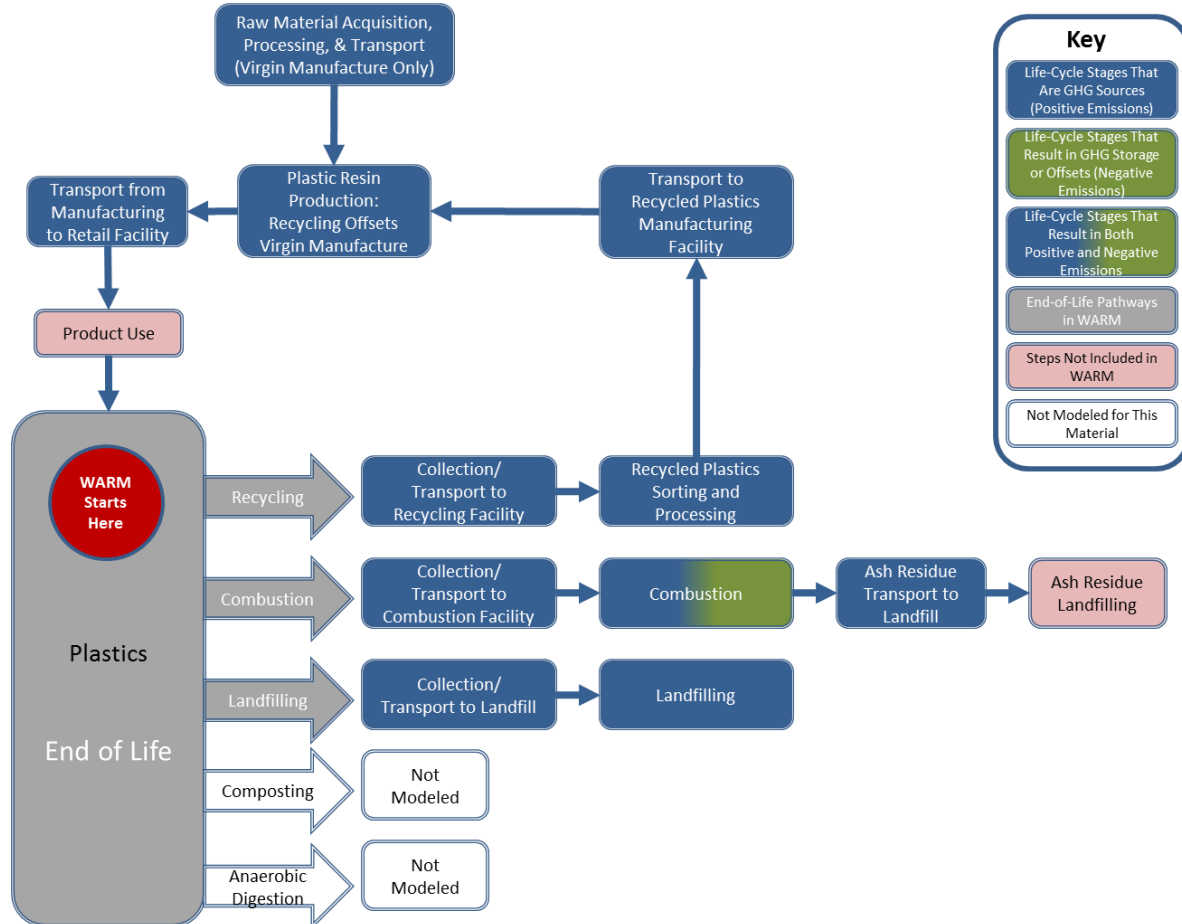 Raw Material Acquisition,
Processing, & Transport
(Virgin Manufacture Only)
Key
Life-Cycle Stages That
Are GHG Sources
(Positive Emissions)
Life-Cycle Stages That
Result in GHG Storage
or Offsets (Negative
Emissions)
Life-Cycle Stages That
Result in Both
Positive and Negative
Emissions
End-of-Life Pathways
in WARM
Steps Not Included in
WARM
Not Modeled for This
Material
Transport from
Manufacturing
to Retail Facility
Plastic Resin
Production:
Recycling Offsets
Virgin Manufacture
Transport to
Recycled Plastics
Manufacturing
Facility
Product Use
WARM
Starts
Here
Plastics
End of Life
Recycling
Collection/
Transport to
Recycling Facility
Recycled Plastics
Sorting and
Processing
Combustion
Collection/
Transport to
Combustion Facility
Combustion
Ash Residue
Transport to
Landfill
Ash Residue
Landfilling
Landfilling
Collection/
Transport to Landfill
Landfilling
Composting
Not
Modeled
Anaerobic
Digestion
Not
Modeled